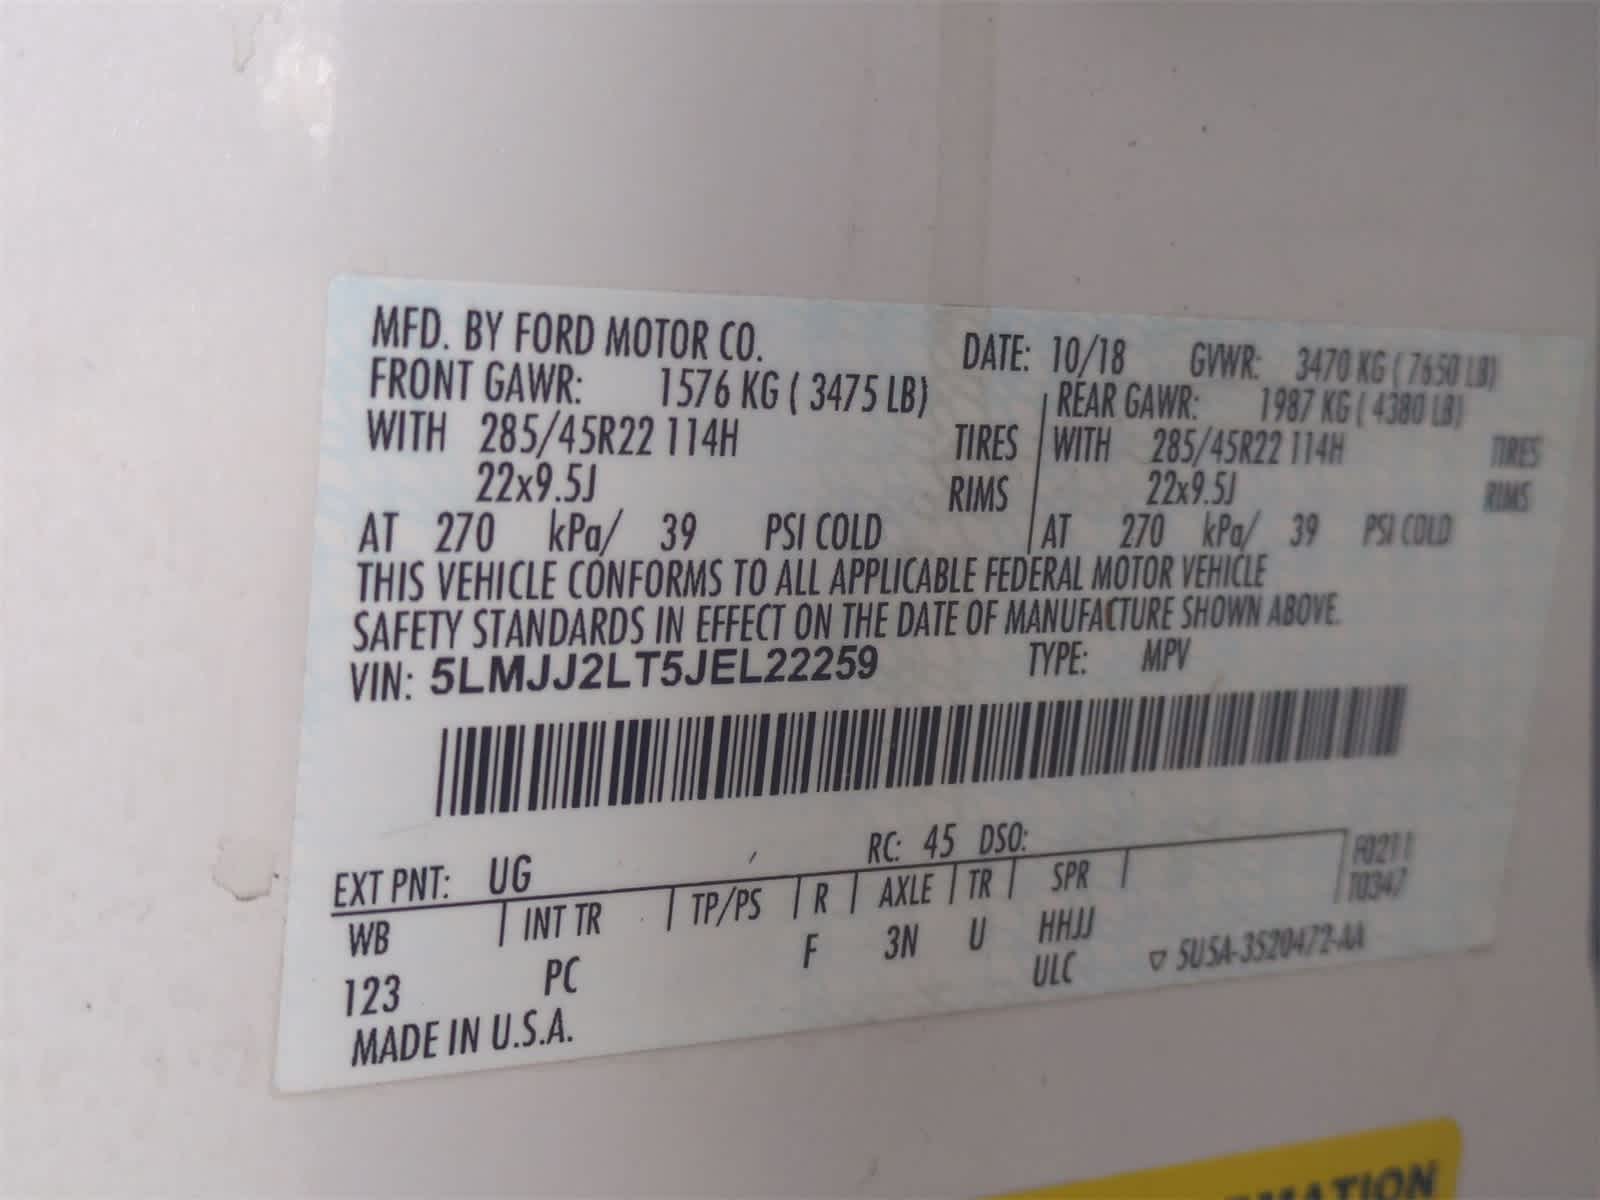 MFD. BY FORD MOTOR CO. DATE: 10/18 GVWR: 3470 KG ( 7650 LB)
FRONT GAWR: 1576 KG ( 3475 LB) REAR GAWR: 1987 KG ( 4380 LB)
WITH 285/45R22 114H TIRES WITH 285/45R22 114H TIRES
22x9.5J RIMS 22x9.5J RIMS
AT 270 kPa/ 39 PSI COLD AT 270 kPa/ 39 PSI COLD
THIS VEHICLE CONFORMS TO ALL APPLICABLE FEDERAL MOTOR VEHICLE
SAFETY STANDARDS IN EFFECT ON THE DATE OF MANUFACTURE SHOWN ABOVE.
VIN: 5LMJJ2LT5JEL22259 TYPE: MPV
EXT PNT: UG RC: 45 DSO: F0211
WB INT TR TP/PS R AXLE TR SPR T0347
123 PC F 3N U HHJJ
ULC ▽ 5U5A-3520472-AA
MADE IN U.S.A.